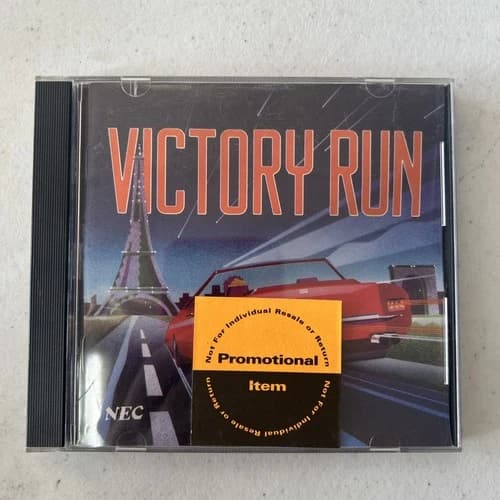 VICTORY RUN
Not For Individual Resale or Return
Promotional
Item
Not For Individual Resale or Return
NEC